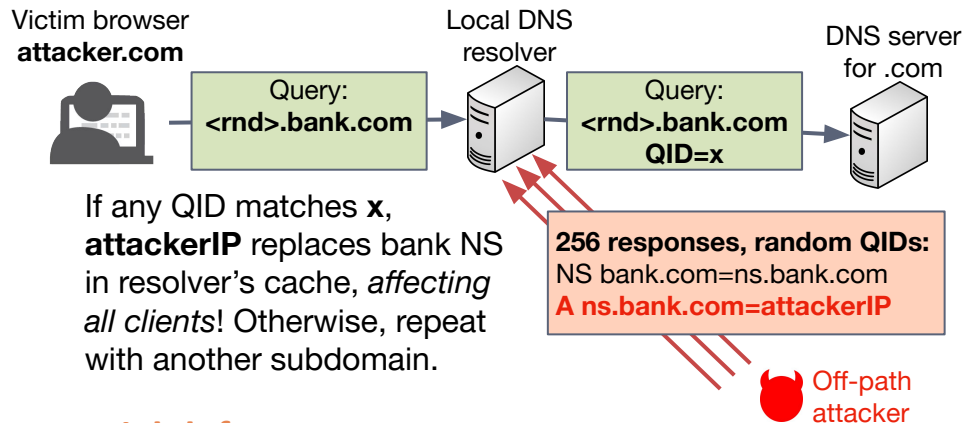 Victim browser
attacker.com
Local DNS
resolver
DNS server
for .com
Query:
<rnd>.bank.com
Query:
<rnd>.bank.com
QID=x
If any QID matches x,
attackerIP replaces bank NS
in resolver's cache, affecting
all clients! Otherwise, repeat
with another subdomain.
256 responses, random QIDs:
NS bank.com=ns.bank.com
A ns.bank.com=attackerIP
Off-path
attacker